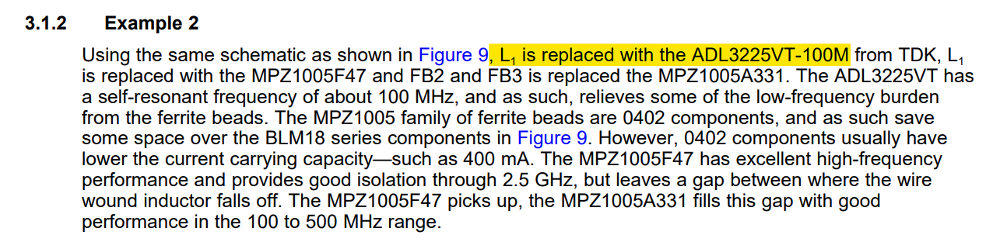 3.1.2 Example 2
Using the same schematic as shown in Figure 9, L1 is replaced with the ADL3225VT-100M from TDK, L1
is replaced with the MPZ1005F47 and FB2 and FB3 is replaced the MPZ1005A331. The ADL3225VT has
a self-resonant frequency of about 100 MHz, and as such, relieves some of the low-frequency burden
from the ferrite beads. The MPZ1005 family of ferrite beads are 0402 components, and as such save
some space over the BLM18 series components in Figure 9. However, 0402 components usually have
lower the current carrying capacity—such as 400 mA. The MPZ1005F47 has excellent high-frequency
performance and provides good isolation through 2.5 GHz, but leaves a gap between where the wire
wound inductor falls off. The MPZ1005F47 picks up, the MPZ1005A331 fills this gap with good
performance in the 100 to 500 MHz range.